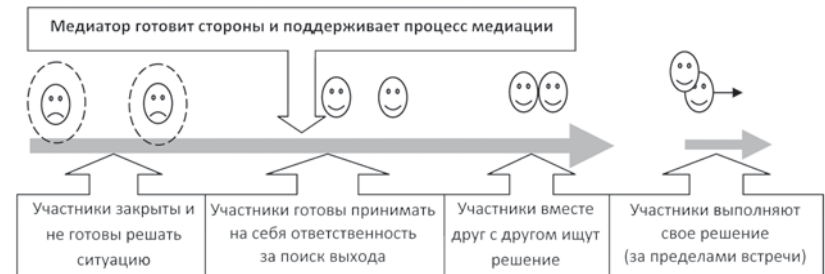 Медиатор готовит стороны и поддерживает процесс медиации
Участники закрыты и
не готовы решать
ситуацию
Участники готовы принимать
на себя ответственность
за поиск выхода
Участники вместе
друг с другом ищут
решение
Участники выполняют
свое решение
(за пределами встречи)